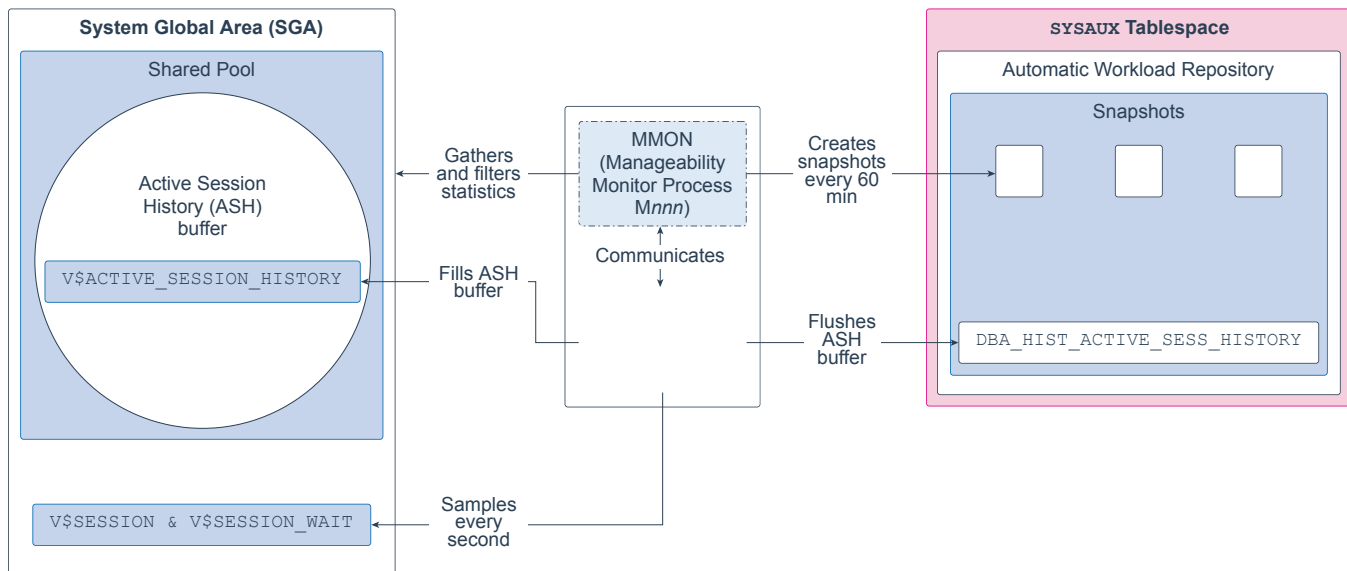 System Global Area (SGA)
Shared Pool
Active Session
History (ASH)
buffer
V$ACTIVE_SESSION_HISTORY
V$SESSION & V$SESSION_WAIT
Gathers
and filters
statistics
Fills ASH
buffer
Samples
every
second
MMON
(Manageability
Monitor Process
Mnnn)
Communicates
Creates
snapshots
every 60
min
Flushes
ASH
buffer
SYSAUX Tablespace
Automatic Workload Repository
Snapshots
DBA_HIST_ACTIVE_SESS_HISTORY